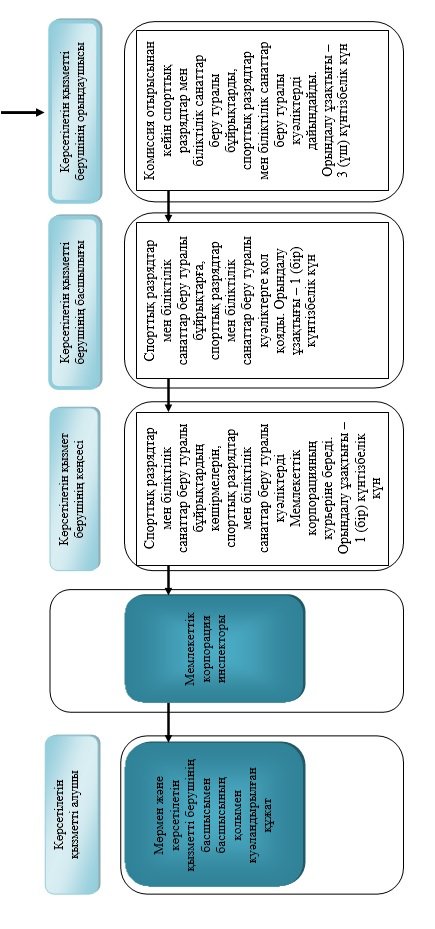 Көрсетілетін қызметті
берушінің орындаушысы
Комиссия отырысынан
кейін спорттық
разрядтар мен
біліктілік санаттар
беру туралы
бұйрықтарды,
спорттық разрядтар
мен біліктілік санаттар
беру туралы
куәліктерді
дайындайды.
Орындалу ұзақтығы –
3 (үш) күнтізбелік күн
Көрсетілетін қызметті
берушінің басшылығы
Спорттық разрядтар
мен біліктілік
санаттар беру туралы
бұйрықтарға,
спорттық разрядтар
мен біліктілік
санаттар беру туралы
куәліктерге қол
қояды. Орындалу
ұзақтығы – 1 (бір)
күнтізбелік күн
Көрсетілетін қызмет
берушінің кеңсесі
Спорттық разрядтар
мен біліктілік
санаттар беру туралы
бұйрықтардың
көшірмелерін,
спорттық разрядтар
мен біліктілік
санаттар беру туралы
куәліктерді
Мемлекеттік
корпорацияның
курьеріне береді.
Орындалу ұзақтығы –
1 (бір) күнтізбелік
күн
Мемлекеттік
корпорация
инспекторы
Көрсетілетін
қызметті алушы
Мөрмен және
көрсетілетін
қызметті берушінің
басшысымен
басшысының
қолымен
куәландырылған
құжат